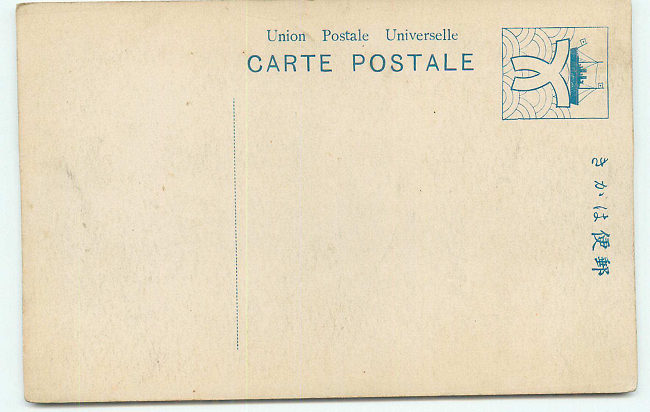 Union Postale Universelle
CARTE POSTALE
きかは便郵